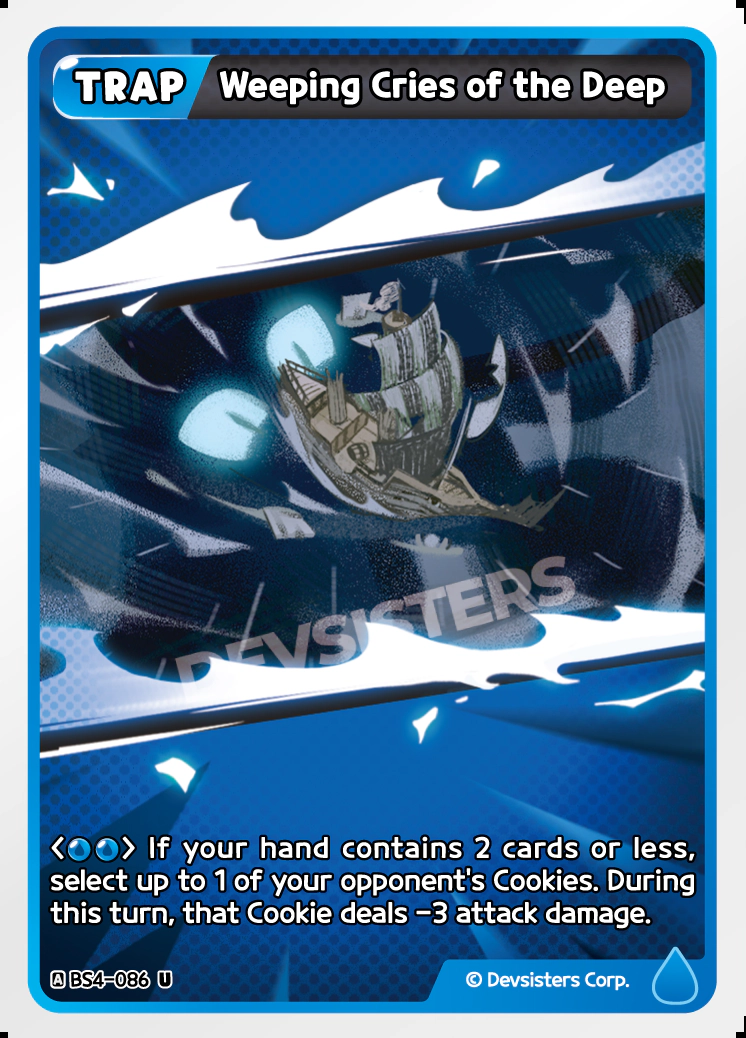 TRAP Weeping Cries of the Deep
DEVSISTERS
< > If your hand contains 2 cards or less,
select up to 1 of your opponent's Cookies. During
this turn, that Cookie deals -3 attack damage.
A BS4-086 U © Devsisters Corp.